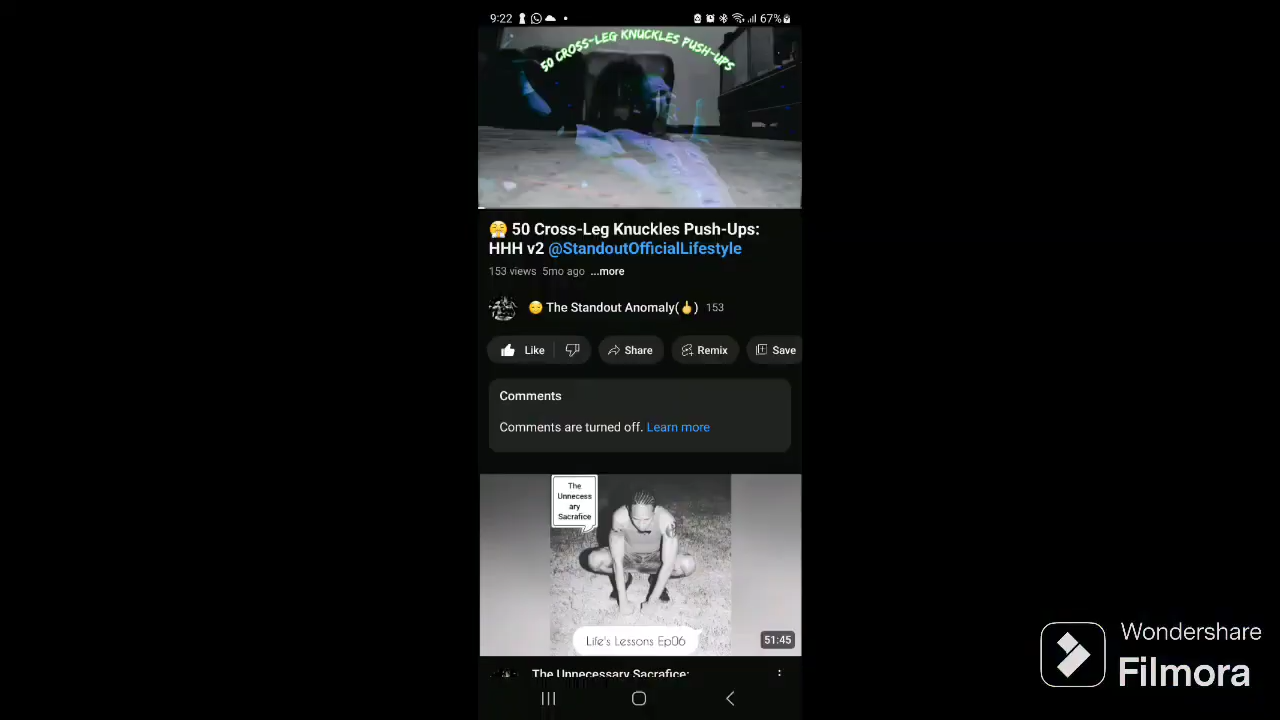 9:22
67%
50 CROSS-LEG KNUCKLES PUSH-UPS
50 Cross-Leg Knuckles Push-Ups:
HHH v2 @StandoutOfficialLifestyle
153 views 5mo ago ...more
The Standout Anomaly(🖕) 153
Like
Share
Remix
Save
Comments
Comments are turned off. Learn more
The
Unnecess
ary
Sacrafice
Life's Lessons Ep06
51:45
The Unnecessary Sacrafice:
Wondershare
Filmora